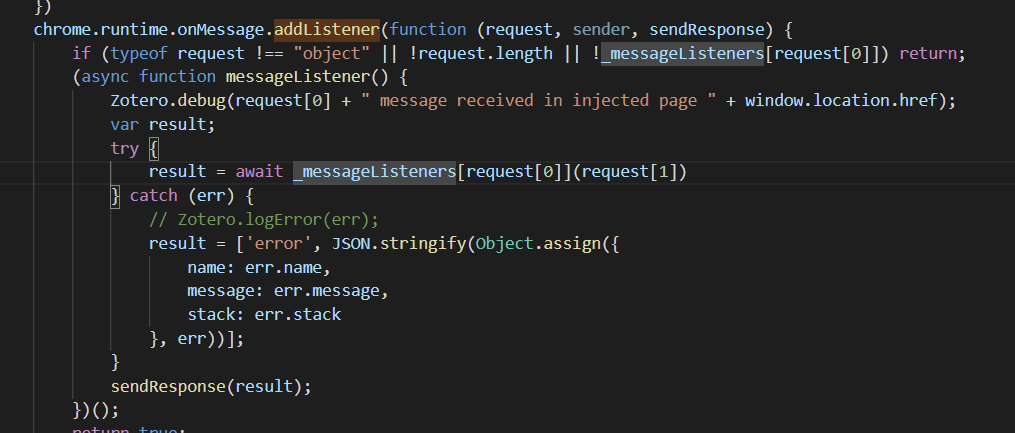 })
chrome.runtime.onMessage.addListener(function (request, sender, sendResponse) {
    if (typeof request !== "object" || !request.length || !_messageListeners[request[0]]) return;
    (async function messageListener() {
        Zotero.debug(request[0] + " message received in injected page " + window.location.href);
        var result;
        try {
            result = await _messageListeners[request[0]](request[1])
        } catch (err) {
            // Zotero.logError(err);
            result = ['error', JSON.stringify(Object.assign({
                name: err.name,
                message: err.message,
                stack: err.stack
            }, err))];
        }
        sendResponse(result);
    })();
    return true;